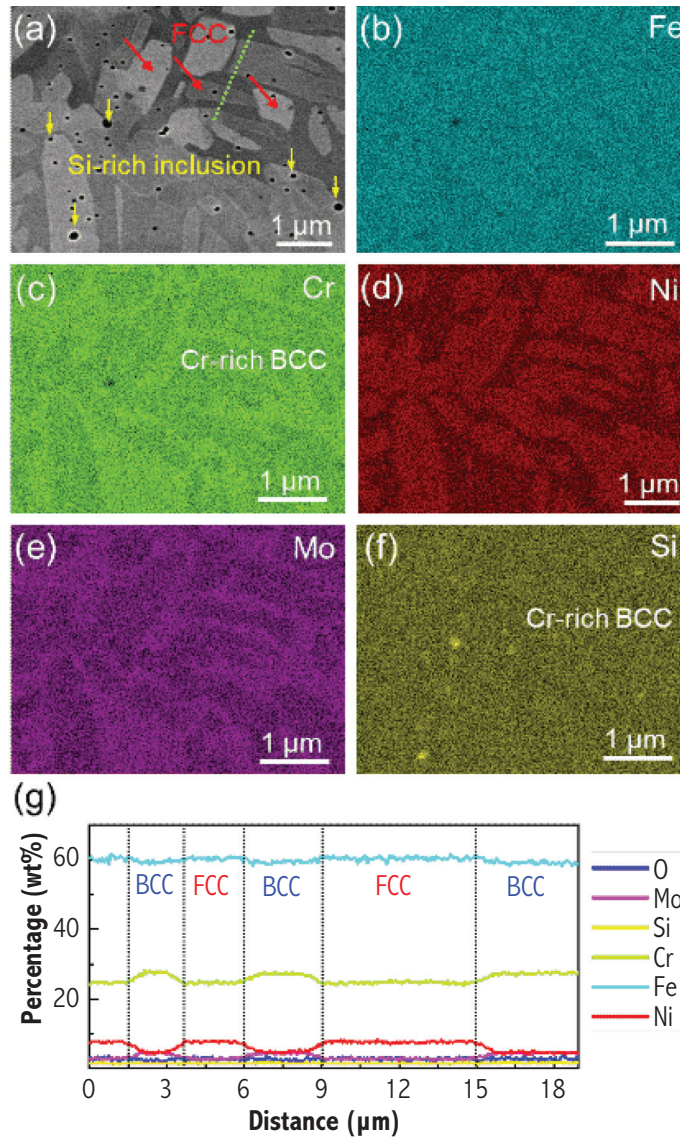 (a)
FCC
Si-rich inclusion
1 μm
(b)
Fe
1 μm
(c)
Cr
Cr-rich BCC
1 μm
(d)
Ni
1 μm
(e)
Mo
1 μm
(f)
Si
Cr-rich BCC
1 μm
(g)
Percentage (wt%)
60
40
20
BCC
FCC
BCC
FCC
BCC
0
3
6
9
12
15
18
Distance (μm)
O
Mo
Si
Cr
Fe
Ni